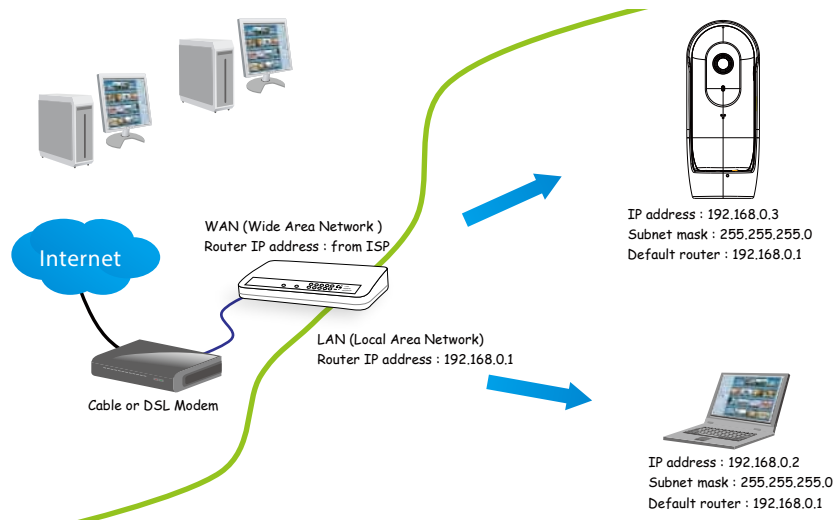 WAN (Wide Area Network )
Router IP address : from ISP
Internet
LAN (Local Area Network)
Router IP address : 192.168.0.1
Cable or DSL Modem
IP address : 192.168.0.3
Subnet mask : 255.255.255.0
Default router : 192.168.0.1
IP address : 192.168.0.2
Subnet mask : 255.255.255.0
Default router : 192.168.0.1